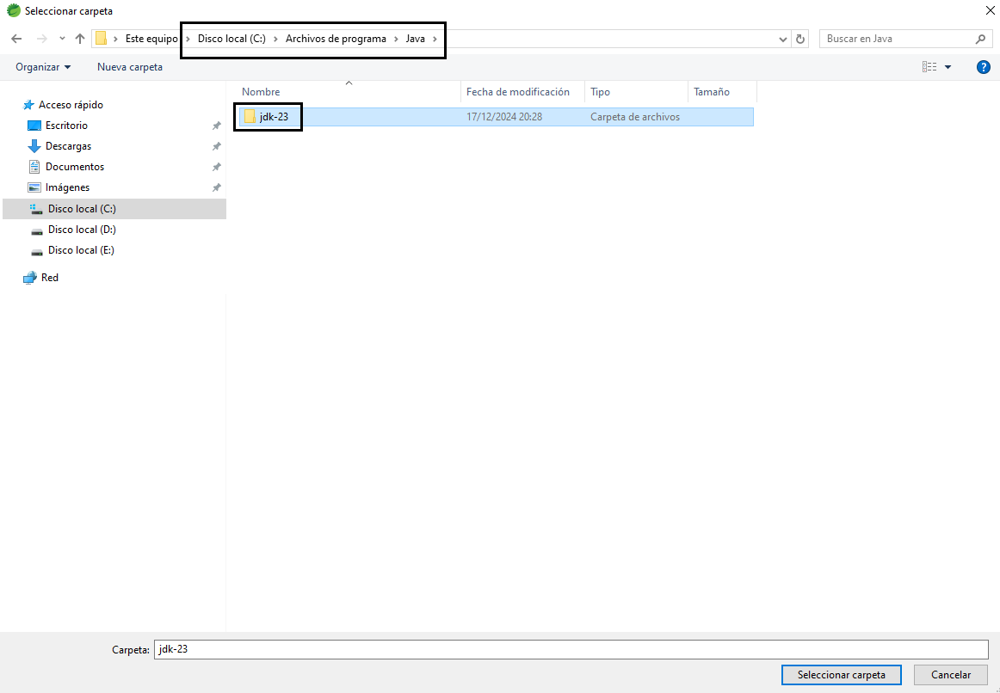 Seleccionar carpeta
Este equipo > Disco local (C:) > Archivos de programa > Java >
Buscar en Java
Organizar
Nueva carpeta
Nombre
Fecha de modificación
Tipo
Tamaño
jdk-23
17/12/2024 20:28
Carpeta de archivos
Acceso rápido
Escritorio
Descargas
Documentos
Imágenes
Disco local (C:)
Disco local (D:)
Disco local (E:)
Red
Carpeta: jdk-23
Seleccionar carpeta
Cancelar